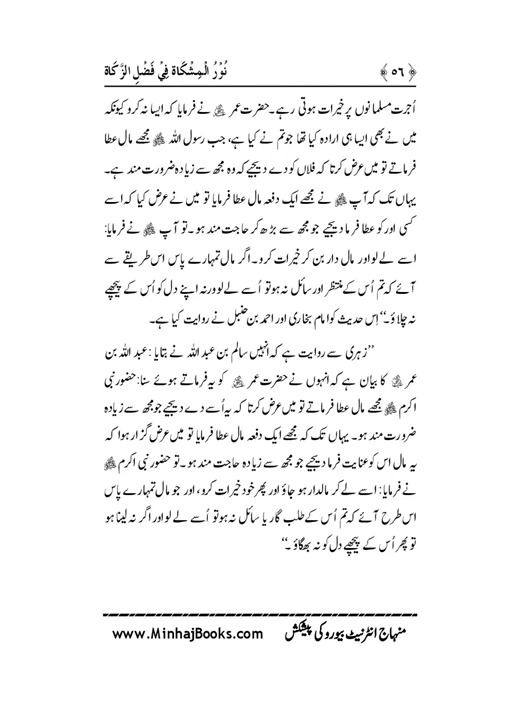 ﴿ ٥٦ ﴾ نُوْرُ الْمِشْكَاة فِيْ فَضْلِ الزَّكَاة
اُجرت مسلمانوں پر خیرات ہوتی رہے۔ حضرت عمر ﷺ نے فرمایا کہ ایسا نہ کرو کیونکہ
میں نے بھی ایسا ہی ارادہ کیا تھا جو تم نے کیا ہے، جب رسول اللہ ﷺ مجھے مال عطا
فرماتے تو میں عرض کرتا کہ فلاں کو دے دیجیے کہ وہ مجھ سے زیادہ ضرورت مند ہے۔
یہاں تک کہ آپ ﷺ نے مجھے ایک دفعہ مال عطا فرمایا تو میں نے عرض کیا کہ اسے
کسی اور کو عطا فرما دیجیے جو مجھ سے بڑھ کر حاجت مند ہو۔ تو آپ ﷺ نے فرمایا:
اسے لے لو اور مال دار بن کر خیرات کرو۔ اگر مال تمہارے پاس اس طریقے سے
آئے کہ تم اُس کے منتظر اور سائل نہ ہو تو اُسے لے لو ورنہ اپنے دل کو اُس کے پیچھے
نہ چلاؤ۔‘‘ اِس حدیث کو امام بخاری اور احمد بن حنبل نے روایت کیا ہے۔
’’زہری سے روایت ہے کہ اُنہیں سالم بن عبد اللہ نے بتایا: عبد اللہ بن
عمر کا بیان ہے کہ انہوں نے حضرت عمر کو یہ فرماتے ہوئے سنا: حضور نبی
اکرم ﷺ مجھے مال عطا فرماتے تو میں عرض کرتا کہ یہ اُسے دے دیجیے جو مجھ سے زیادہ
ضرورت مند ہو۔ یہاں تک کہ مجھے ایک دفعہ مال عطا فرمایا تو میں عرض گزار ہوا کہ
یہ مال اس کو عنایت فرما دیجیے جو مجھ سے زیادہ حاجت مند ہو۔ تو حضور نبی اکرم ﷺ
نے فرمایا: اسے لے کر مالدار ہو جاؤ اور پھر خود خیرات کرو، اور جو مال تمہارے پاس
اس طرح آئے کہ تم اُس کے طلب گار یا سائل نہ ہو تو اُسے لے لو اور اگر نہ لینا ہو
تو پھر اُس کے پیچھے دل کو نہ بھگاؤ۔‘‘
منہاج انٹرنیٹ بیورو کی پیشکش www.MinhajBooks.com